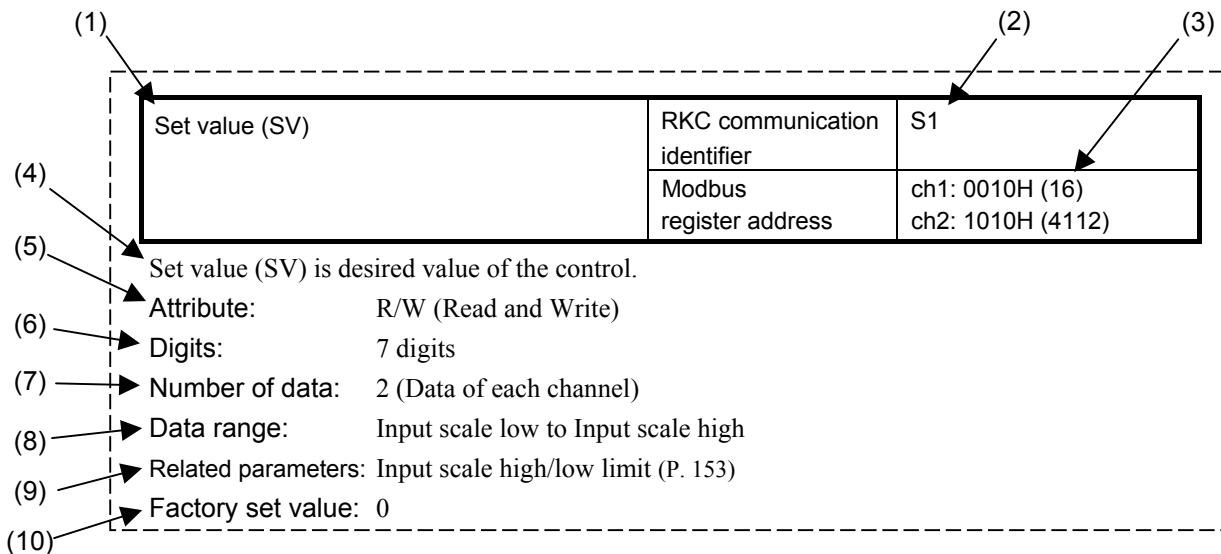 (1)
(2)
(3)
Set value (SV)
RKC communication
identifier
S1
Modbus
register address
ch1: 0010H (16)
ch2: 1010H (4112)
(4)
Set value (SV) is desired value of the control.
(5)
Attribute: R/W (Read and Write)
(6)
Digits: 7 digits
(7)
Number of data: 2 (Data of each channel)
(8)
Data range: Input scale low to Input scale high
(9)
Related parameters: Input scale high/low limit (P. 153)
(10)
Factory set value: 0